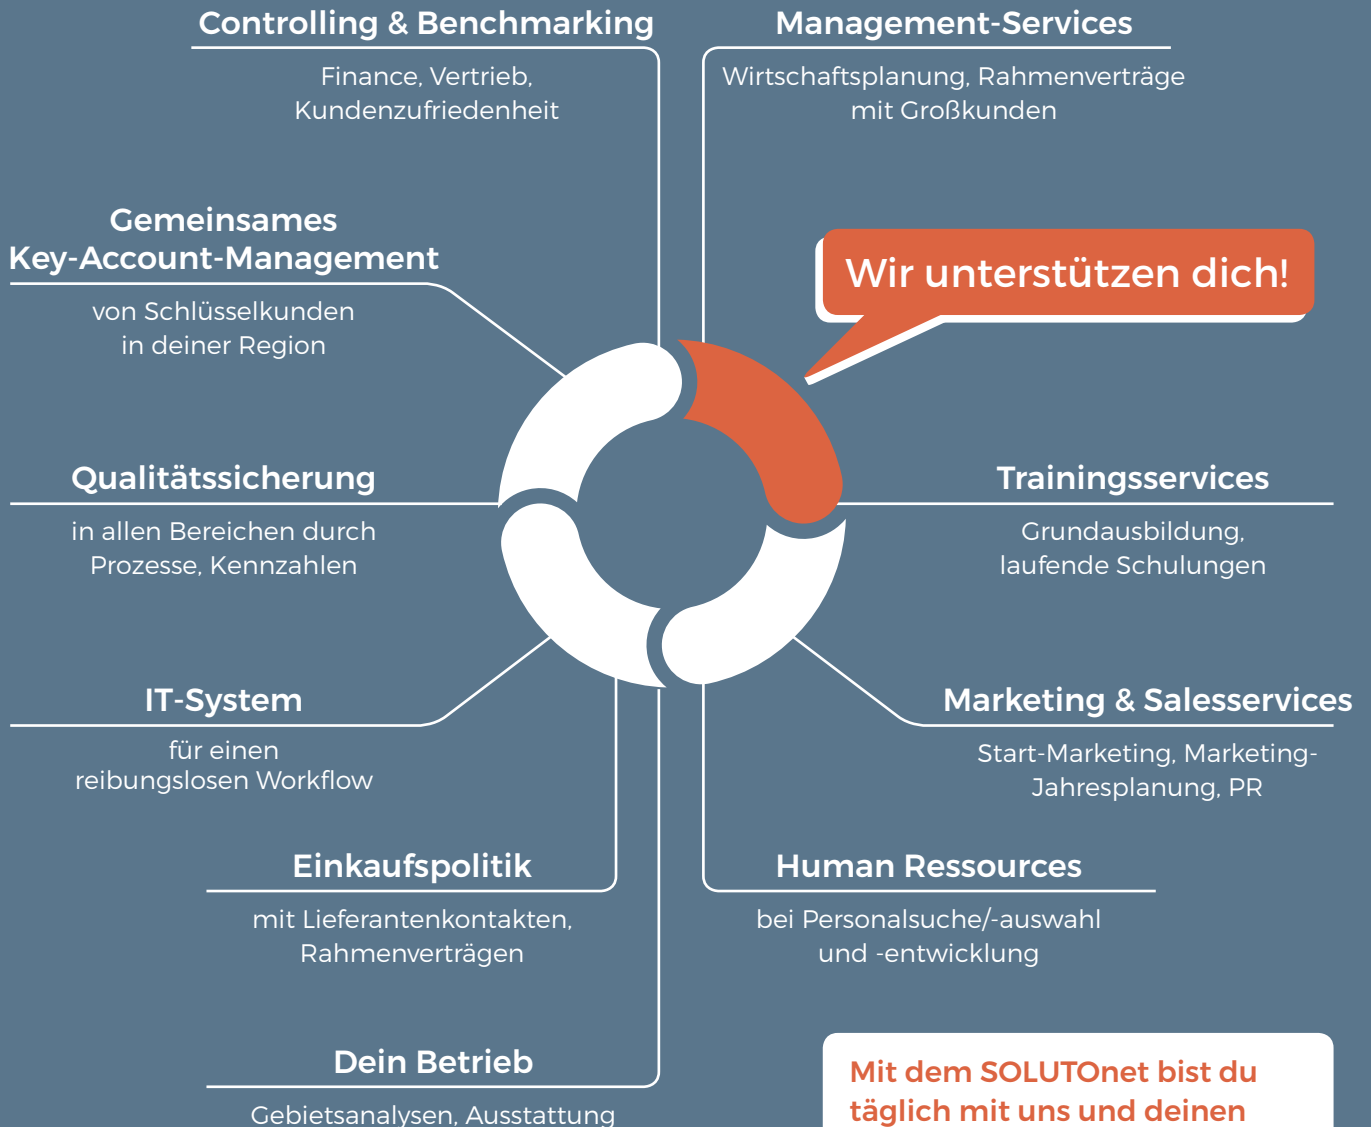 Controlling & Benchmarking
Finance, Vertrieb,
Kundenzufriedenheit
Management-Services
Wirtschaftsplanung, Rahmenverträge
mit Großkunden
Gemeinsames
Key-Account-Management
von Schlüsselkunden
in deiner Region
Wir unterstützen dich!
Qualitätssicherung
in allen Bereichen durch
Prozesse, Kennzahlen
Trainingsservices
Grundausbildung,
laufende Schulungen
IT-System
für einen
reibungslosen Workflow
Marketing & Salesservices
Start-Marketing, Marketing-
Jahresplanung, PR
Einkaufspolitik
mit Lieferantenkontakten,
Rahmenverträgen
Human Ressources
bei Personalsuche/-auswahl
und -entwicklung
Dein Betrieb
Gebietsanalysen, Ausstattung
Mit dem SOLUTOnet bist du
täglich mit uns und deinen